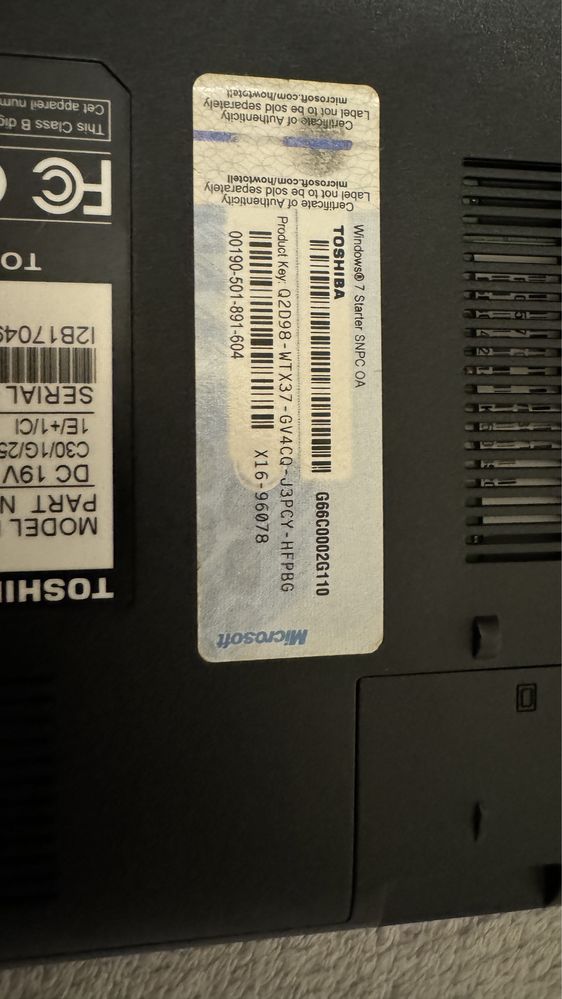 Certificate of Authenticity
Label not to be sold separately
microsoft.com/howtotell
Certificate of Authenticity
Label not to be sold separately
microsoft.com/howtotell
Windows® 7 Starter SNPC OA
TOSHIBA
G66C0002G110
Product Key: Q2D98-WTX37-GV4CQ-J3PCY-HFPBG
00190-501-891-604
X16-96078
Microsoft
TOSHI
MODEL
PART N
DC 19V
C30/1G/25
1E/+1/CI
SERIAL
I2B17049
TO
FC
This Class B dig
Cet appareil num